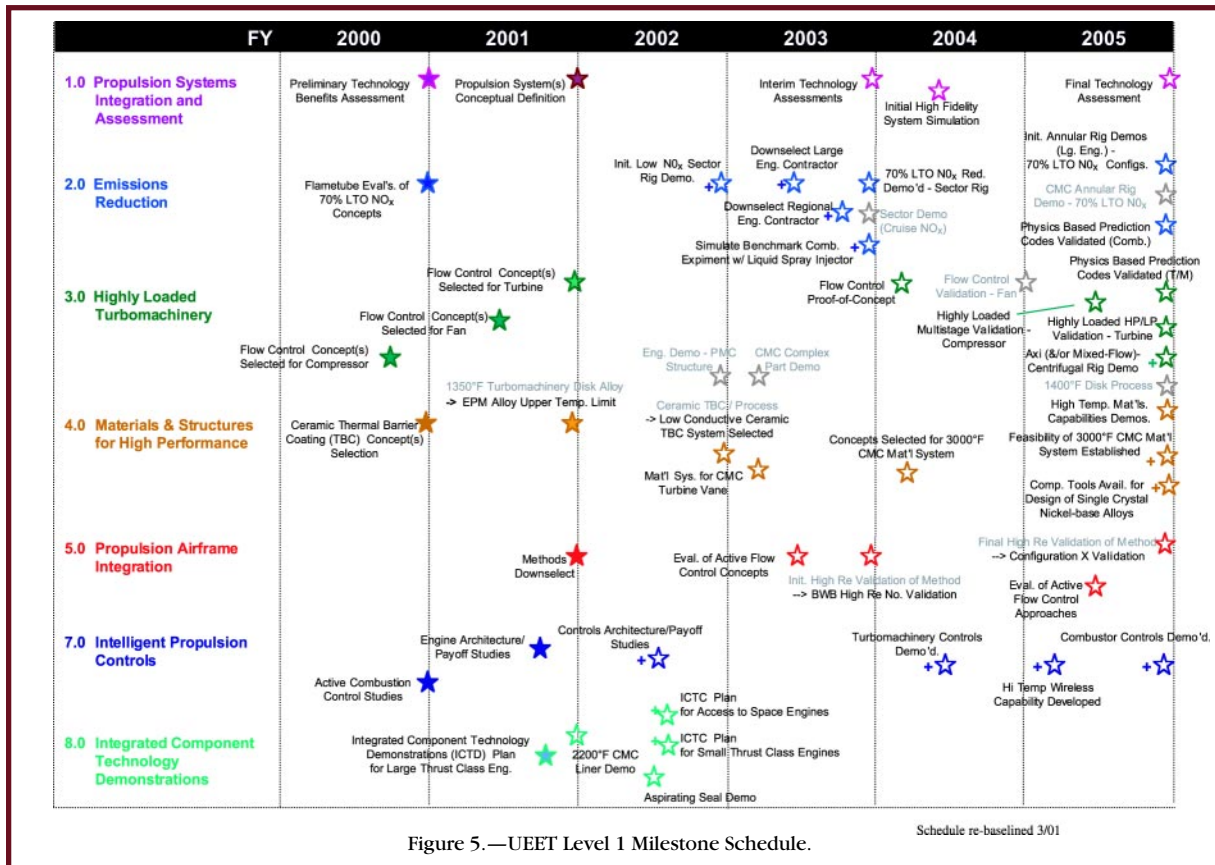 FY 2000 2001 2002 2003 2004 2005
1.0 Propulsion Systems
Integration and
Assessment
Preliminary Technology
Benefits Assessment
Propulsion System(s)
Conceptual Definition
Interim Technology
Assessments
Initial High Fidelity
System Simulation
Final Technology
Assessment
2.0 Emissions
Reduction
Flametube Eval's. of
70% LTO NOx
Concepts
Init. Low N0x Sector
Rig Demo.
Downselect Large
Eng. Contractor
70% LTO N0x Red.
Demo'd - Sector Rig
Downselect Regional
Eng. Contractor
+
+
+
Sector Demo
(Cruise NOx)
Simulate Benchmark Comb.
Expiment w/ Liquid Spray Injector
+
Init. Annular Rig Demos
(Lg. Eng.) -
70% LTO N0x Configs.
CMC Annular Rig
Demo - 70% LTO N0x
Physics Based Prediction
Codes Validated (Comb.)
3.0 Highly Loaded
Turbomachinery
Flow Control Concept(s)
Selected for Turbine
Flow Control Concept(s)
Selected for Fan
Flow Control Concept(s)
Selected for Compressor
Flow Control
Proof-of-Concept
Flow Control
Validation - Fan
Physics Based Prediction
Codes Validated (T/M)
Highly Loaded
Multistage Validation -
Compressor
Highly Loaded HP/LP
Validation - Turbine
Axi (&/or Mixed-Flow)-
Centrifugal Rig Demo
+
4.0 Materials & Structures
for High Performance
Ceramic Thermal Barrier
Coating (TBC) Concept(s)
Selection
1350°F Turbomachinery Disk Alloy
-> EPM Alloy Upper Temp. Limit
Eng. Demo - PMC
Structure
CMC Complex
Part Demo
Ceramic TBC / Process
-> Low Conductive Ceramic
TBC System Selected
Mat'l Sys. for CMC
Turbine Vane
Concepts Selected for 3000°F
CMC Mat'l System
1400°F Disk Process
High Temp. Mat'ls.
Capabilities Demos.
Feasibility of 3000°F CMC Mat'l
System Established
+
Comp. Tools Avail. for
Design of Single Crystal
Nickel-base Alloys
+
5.0 Propulsion Airframe
Integration
Methods
Downselect
Eval. of Active Flow
Control Concepts
Init. High Re Validation of Method
--> BWB High Re No. Validation
Final High Re Validation of Method
--> Configuration X Validation
Eval. of Active
Flow Control
Approaches
7.0 Intelligent Propulsion
Controls
Active Combustion
Control Studies
Engine Architecture/
Payoff Studies
Controls Architecture/Payoff
Studies
+
Turbomachinery Controls
Demo'd.
+
Hi Temp Wireless
Capability Developed
+
Combustor Controls Demo'd.
+
8.0 Integrated Component
Technology
Demonstrations
Integrated Component Technology
Demonstrations (ICTD) Plan
for Large Thrust Class Eng.
2200°F CMC
Liner Demo
ICTC Plan
for Access to Space Engines
+
ICTC Plan
for Small Thrust Class Engines
+
Aspirating Seal Demo
Schedule re-baselined 3/01
Figure 5.—UEET Level 1 Milestone Schedule.